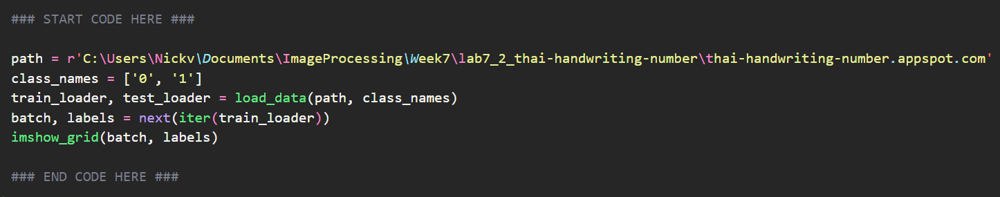 ### START CODE HERE ###
path = r'C:\Users\Nickv\Documents\ImageProcessing\Week7\lab7_2_thai-handwriting-number\thai-handwriting-number.appspot.com'
class_names = ['0', '1']
train_loader, test_loader = load_data(path, class_names)
batch, labels = next(iter(train_loader))
imshow_grid(batch, labels)
### END CODE HERE ###